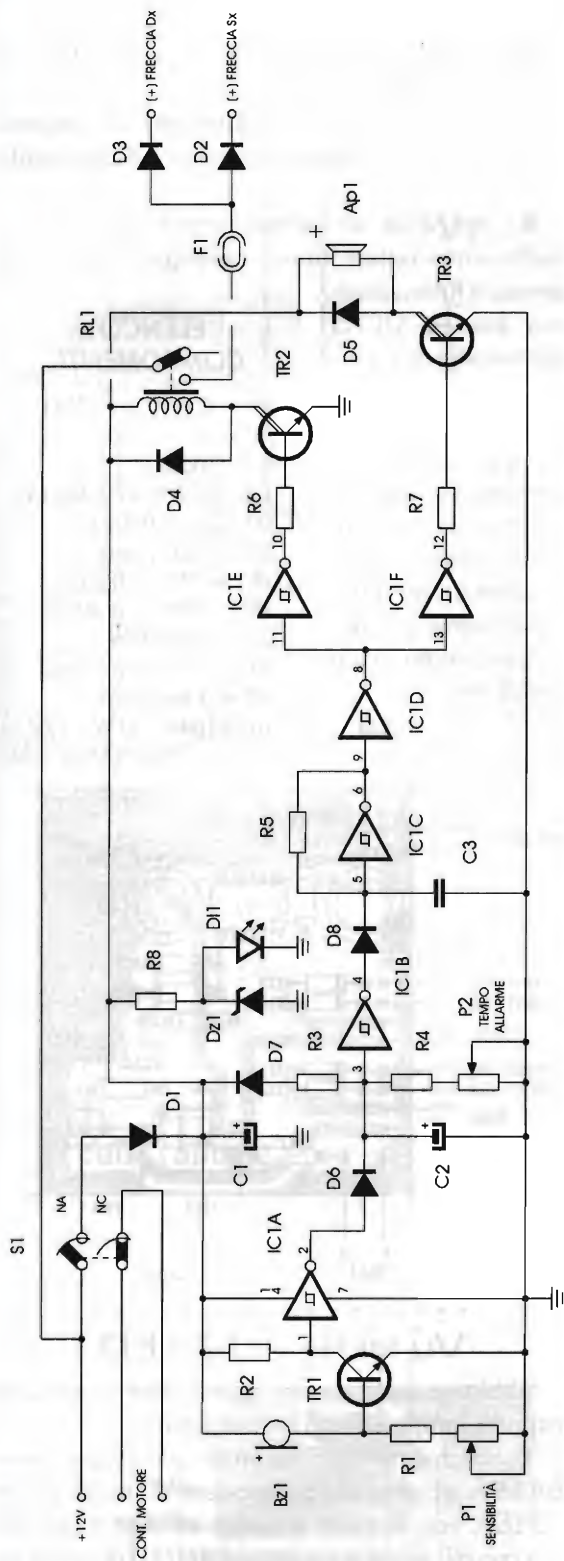 S1
NA
NC
+12V
CONT. MOTORE
D1
RL1
D3
(+) FRECCIA Dx
D2
(+) FRECCIA Sx
F1
D4
TR2
D5
+
Ap1
TR3
R8
Dz1
Dl1
D7
R3
C1
+
IC1A
14
1
2
7
D6
C2
+
3
4
IC1B
R4
P2
TEMPO
ALLARME
D8
R5
5
6
IC1C
C3
9
8
IC1D
11
10
IC1E
R6
13
12
IC1F
R7
R2
TR1
Bz1
+
R1
P1
SENSIBILITÀ